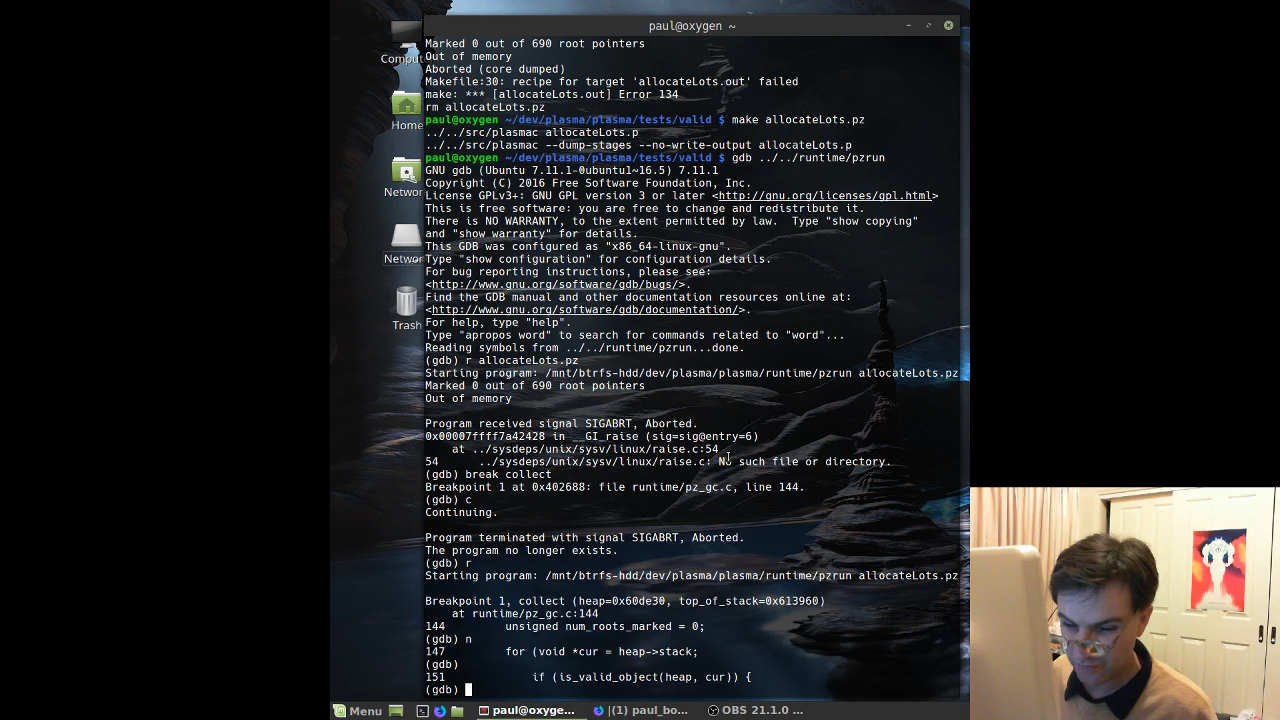 paul@oxygen ~
Comput
Home
Networ
Networ
Trash
Marked 0 out of 690 root pointers
Out of memory
Aborted (core dumped)
Makefile:30: recipe for target 'allocateLots.out' failed
make: *** [allocateLots.out] Error 134
rm allocateLots.pz
paul@oxygen ~/dev/plasma/plasma/tests/valid $ make allocateLots.pz
../../src/plasmac allocateLots.p
../../src/plasmac --dump-stages --no-write-output allocateLots.p
paul@oxygen ~/dev/plasma/plasma/tests/valid $ gdb ../../runtime/pzrun
GNU gdb (Ubuntu 7.11.1-0ubuntu1~16.5) 7.11.1
Copyright (C) 2016 Free Software Foundation, Inc.
License GPLv3+: GNU GPL version 3 or later <http://gnu.org/licenses/gpl.html>
This is free software: you are free to change and redistribute it.
There is NO WARRANTY, to the extent permitted by law.  Type "show copying"
and "show warranty" for details.
This GDB was configured as "x86_64-linux-gnu".
Type "show configuration" for configuration details.
For bug reporting instructions, please see:
<http://www.gnu.org/software/gdb/bugs/>.
Find the GDB manual and other documentation resources online at:
<http://www.gnu.org/software/gdb/documentation/>.
For help, type "help".
Type "apropos word" to search for commands related to "word"...
Reading symbols from ../../runtime/pzrun...done.
(gdb) r allocateLots.pz
Starting program: /mnt/btrfs-hdd/dev/plasma/plasma/runtime/pzrun allocateLots.pz
Marked 0 out of 690 root pointers
Out of memory
Program received signal SIGABRT, Aborted.
0x00007ffff7a42428 in __GI_raise (sig=sig@entry=6)
at ../sysdeps/unix/sysv/linux/raise.c:54
54 ../sysdeps/unix/sysv/linux/raise.c: No such file or directory.
(gdb) break collect
Breakpoint 1 at 0x402688: file runtime/pz_gc.c, line 144.
(gdb) c
Continuing.
Program terminated with signal SIGABRT, Aborted.
The program no longer exists.
(gdb) r
Starting program: /mnt/btrfs-hdd/dev/plasma/plasma/runtime/pzrun allocateLots.pz
Breakpoint 1, collect (heap=0x60de30, top_of_stack=0x613960)
at runtime/pz_gc.c:144
144 unsigned num_roots_marked = 0;
(gdb) n
147 for (void *cur = heap->stack;
(gdb)
151 if (is_valid_object(heap, cur)) {
(gdb)
Menu
paul@oxyge...
(1) paul_bo...
OBS 21.1.0 ...